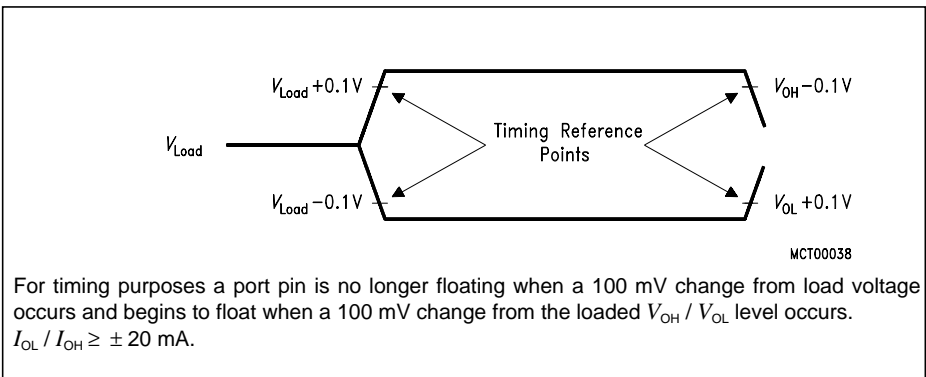 V_Load +0.1V
V_OH −0.1V
V_Load
Timing Reference
Points
V_Load −0.1V
V_OL +0.1V
MCT00038
For timing purposes a port pin is no longer floating when a 100 mV change from load voltage
occurs and begins to float when a 100 mV change from the loaded V_OH / V_OL level occurs.
I_OL / I_OH ≥ ± 20 mA.